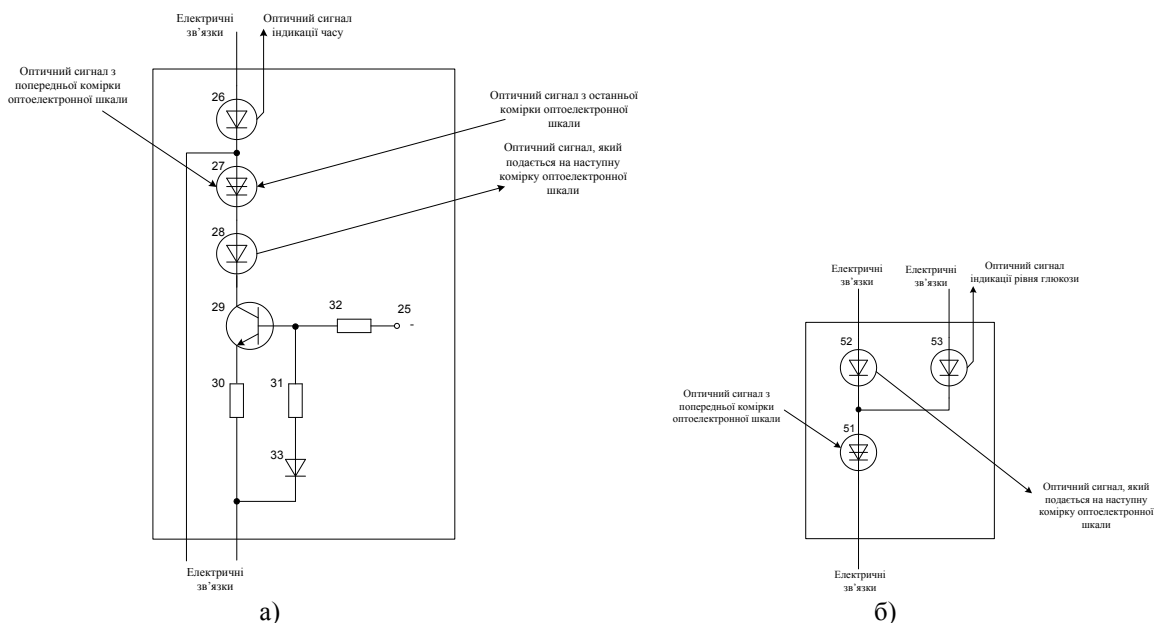 Електричні
зв’язки
Оптичний сигнал
індикації часу
Оптичний сигнал з
попередньої комірки
оптоелектронної шкали
26
Оптичний сигнал з останньої
комірки оптоелектронної
шкали
27
Оптичний сигнал, який
подається на наступну
комірку оптоелектронної
шкали
28
29
32
25
-
30
31
33
Електричні
зв’язки
а)
Електричні
зв’язки
Електричні
зв’язки
Оптичний сигнал
індикації рівня глюкози
52
53
Оптичний сигнал з
попередньої комірки
оптоелектронної шкали
51
Оптичний сигнал, який
подається на наступну
комірку оптоелектронної
шкали
Електричні
зв’язки
б)